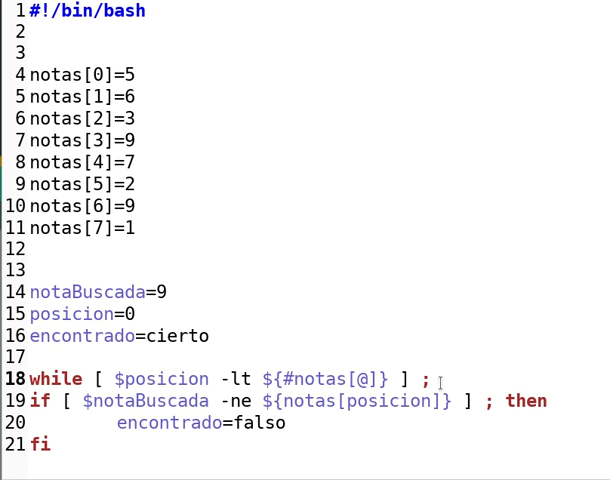 1 #!/bin/bash
2
3
4 notas[0]=5
5 notas[1]=6
6 notas[2]=3
7 notas[3]=9
8 notas[4]=7
9 notas[5]=2
10 notas[6]=9
11 notas[7]=1
12
13
14 notaBuscada=9
15 posicion=0
16 encontrado=cierto
17
18 while [ $posicion -lt ${#notas[@]} ] ;
19 if [ $notaBuscada -ne ${notas[posicion]} ] ; then
20         encontrado=falso
21 fi